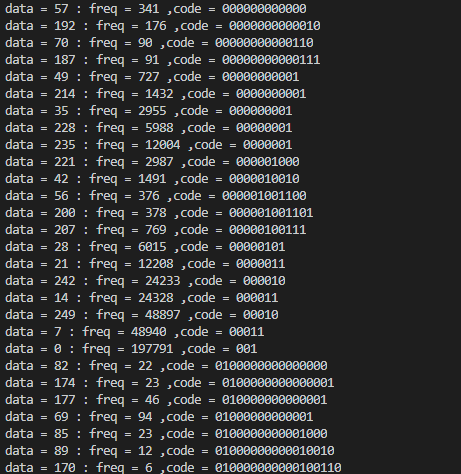 data = 57 : freq = 341 ,code = 000000000000
data = 192 : freq = 176 ,code = 0000000000010
data = 70 : freq = 90 ,code = 00000000000110
data = 187 : freq = 91 ,code = 00000000000111
data = 49 : freq = 727 ,code = 00000000001
data = 214 : freq = 1432 ,code = 0000000001
data = 35 : freq = 2955 ,code = 000000001
data = 228 : freq = 5988 ,code = 00000001
data = 235 : freq = 12004 ,code = 0000001
data = 221 : freq = 2987 ,code = 000001000
data = 42 : freq = 1491 ,code = 0000010010
data = 56 : freq = 376 ,code = 000001001100
data = 200 : freq = 378 ,code = 000001001101
data = 207 : freq = 769 ,code = 00000100111
data = 28 : freq = 6015 ,code = 00000101
data = 21 : freq = 12208 ,code = 0000011
data = 242 : freq = 24233 ,code = 000010
data = 14 : freq = 24328 ,code = 000011
data = 249 : freq = 48897 ,code = 00010
data = 7 : freq = 48940 ,code = 00011
data = 0 : freq = 197791 ,code = 001
data = 82 : freq = 22 ,code = 0100000000000000
data = 174 : freq = 23 ,code = 0100000000000001
data = 177 : freq = 46 ,code = 010000000000001
data = 69 : freq = 94 ,code = 01000000000001
data = 85 : freq = 23 ,code = 0100000000001000
data = 89 : freq = 12 ,code = 01000000000010010
data = 170 : freq = 6 ,code = 010000000000100110